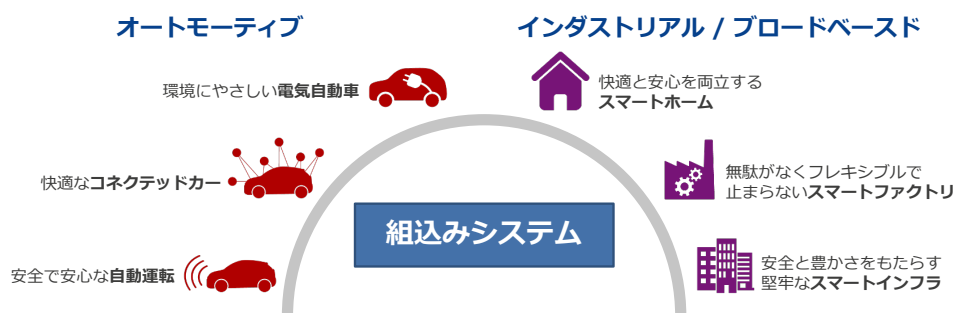 オートモーティブ
インダストリアル / ブロードベースド
環境にやさしい電気自動車
快適なコネクテッドカー
安全で安心な自動運転
組込みシステム
快適と安心を両立する
スマートホーム
無駄がなくフレキシブルで
止まらないスマートファクトリ
安全と豊かさをもたらす
堅牢なスマートインフラ